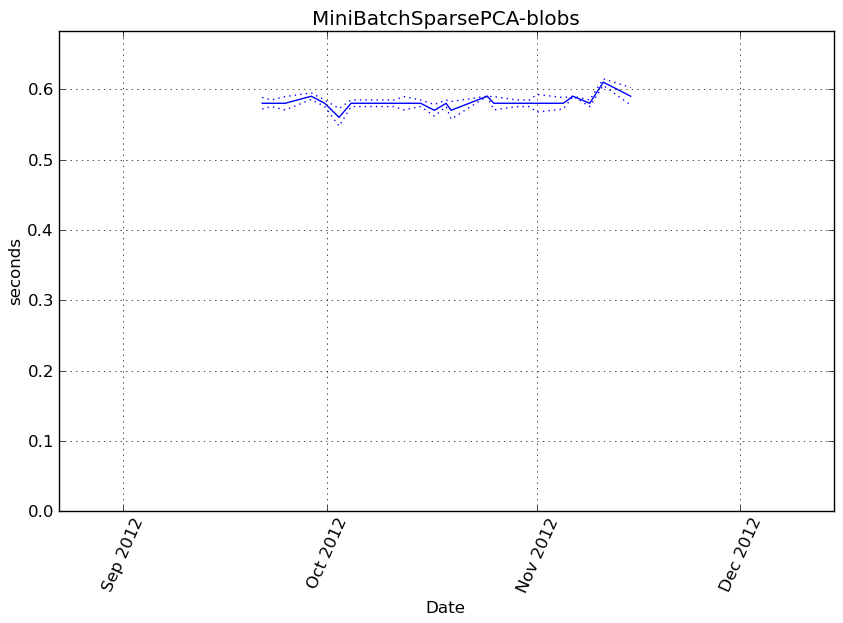 MiniBatchSparsePCA-blobs
0.6
0.5
0.4
0.3
0.2
0.1
0.0
seconds
Sep 2012
Oct 2012
Nov 2012
Dec 2012
Date